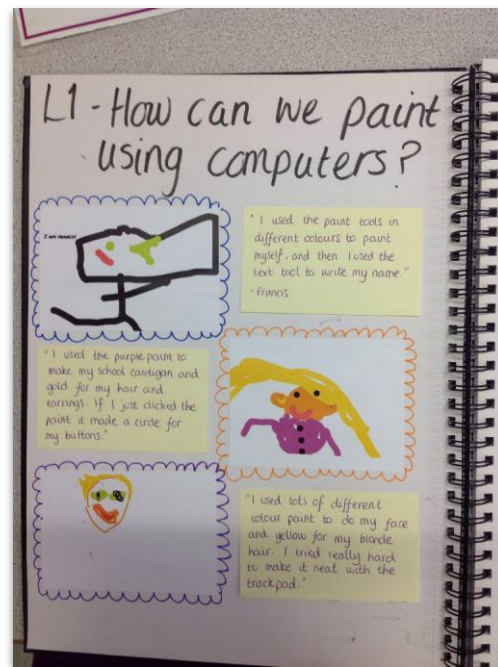 L1 - How can we paint
using computers?
I AM FRANCIS
"I used the paint tools in
different colours to paint
myself, and then I used the
text tool to write my name."
-Francis
"I used the purple paint to
make my school cardigan and
gold for my hair and
earrings. If I just clicked the
paint it made a circle for
my buttons."
"I used lots of different
colour paint to do my face
and yellow for my blonde
hair. I tried really hard
to make it neat with the
trackpad."